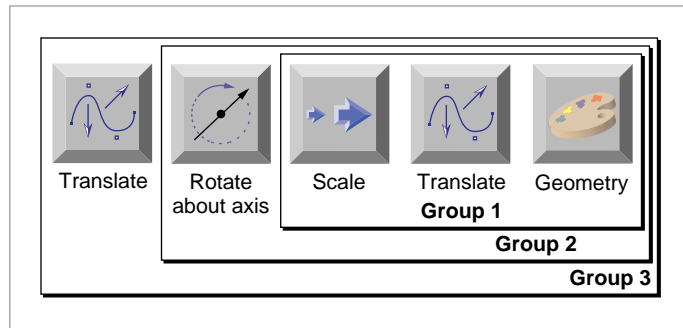 Translate
Rotate
about axis
Scale
Translate
Geometry
Group 1
Group 2
Group 3